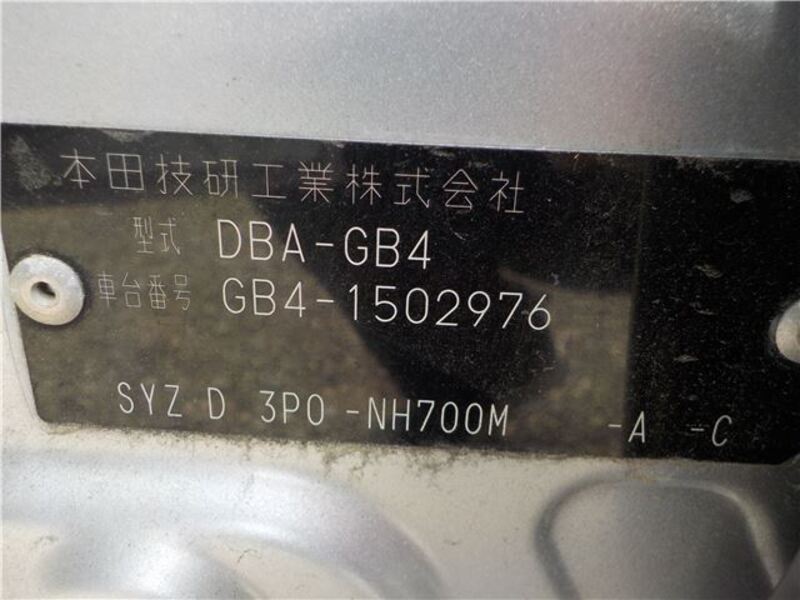 本田技研工業株式会社
型式 DBA-GB4
車台番号 GB4-1502976
SYZ D 3P0 -NH700M -A -C